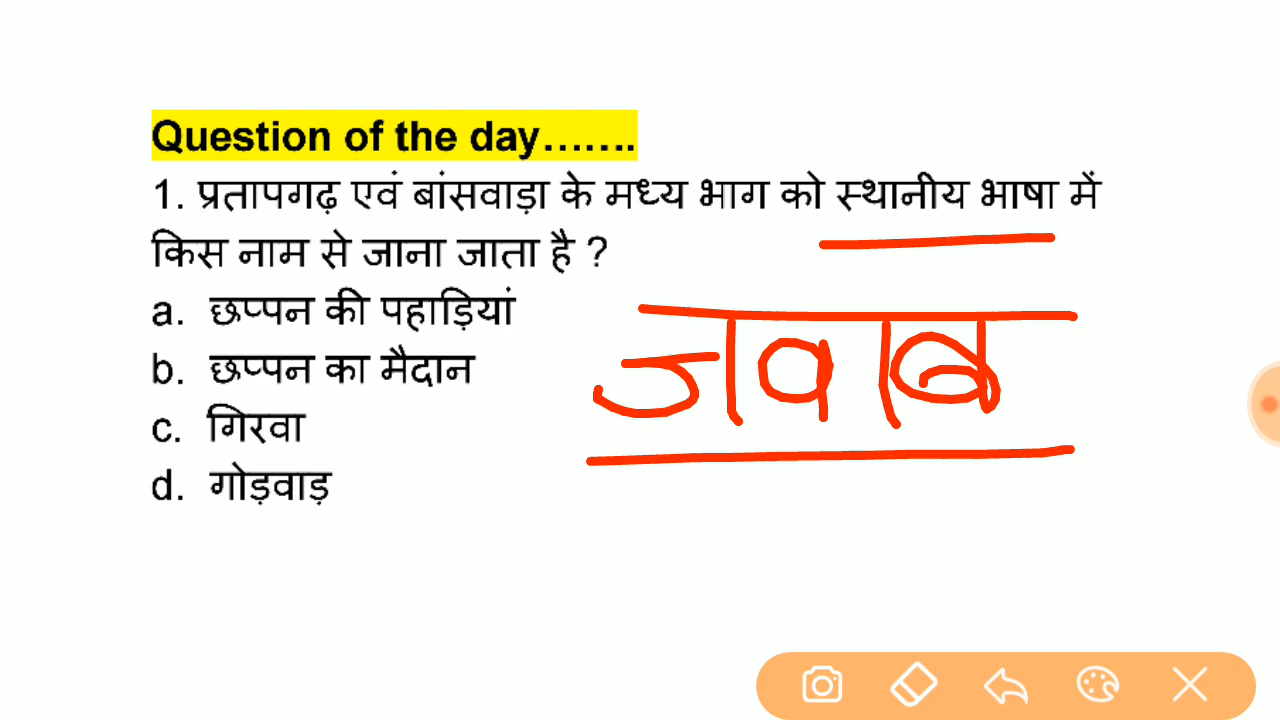 Question of the day.......
1. प्रतापगढ़ एवं बांसवाड़ा के मध्य भाग को स्थानीय भाषा में
किस नाम से जाना जाता है ?
a. छप्पन की पहाड़ियां
b. छप्पन का मैदान
c. गिरवा
d. गोड़वाड़
जवाब